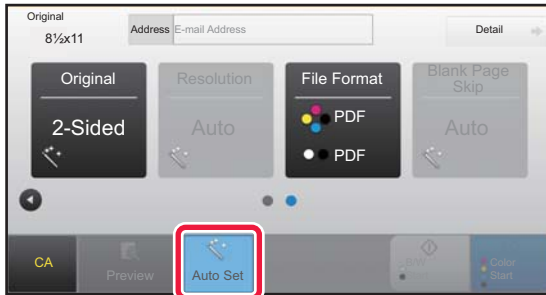 Original
8½x11
Address E-mail Address
Detail
Original
2-Sided
Resolution
Auto
File Format
PDF
PDF
Blank Page
Skip
Auto
CA
Preview
Auto Set
B/W
Start
Color
Start